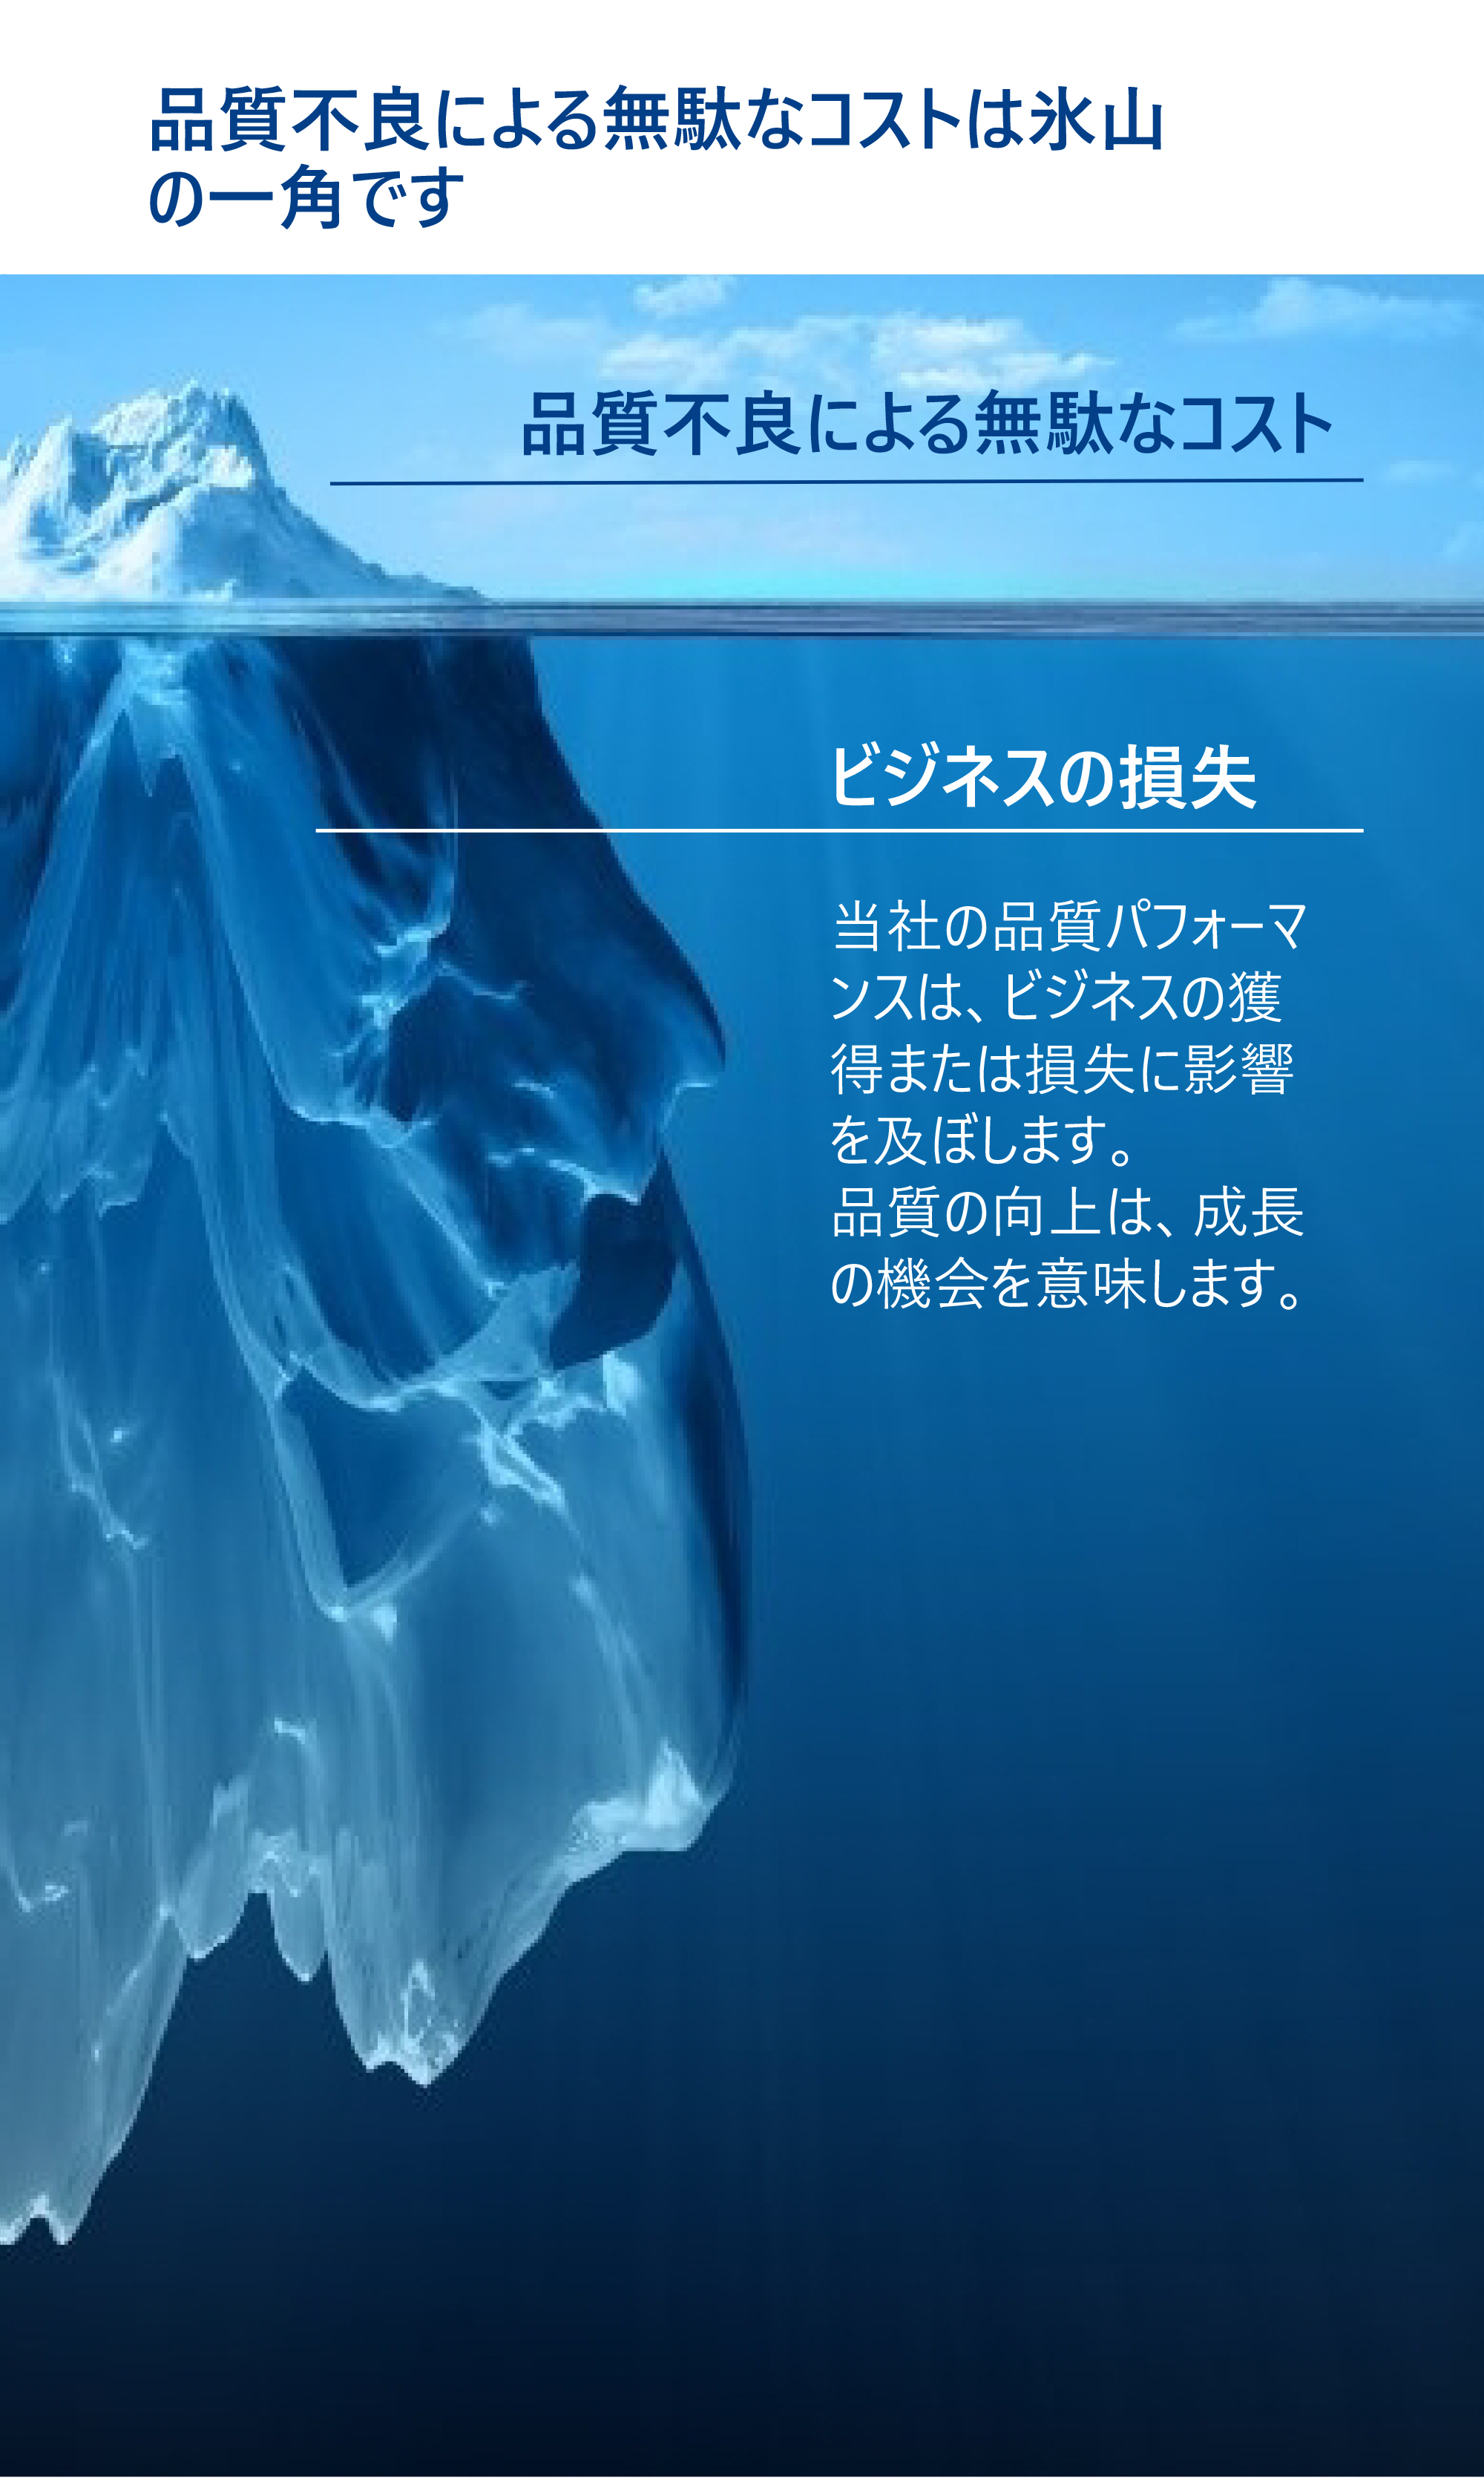 品質不良による無駄なコストは氷山
の一角です
品質不良による無駄なコスト
ビジネスの損失
当社の品質パフォーマ
ンスは、ビジネスの獲
得または損失に影響
を及ぼします。
品質の向上は、成長
の機会を意味します。